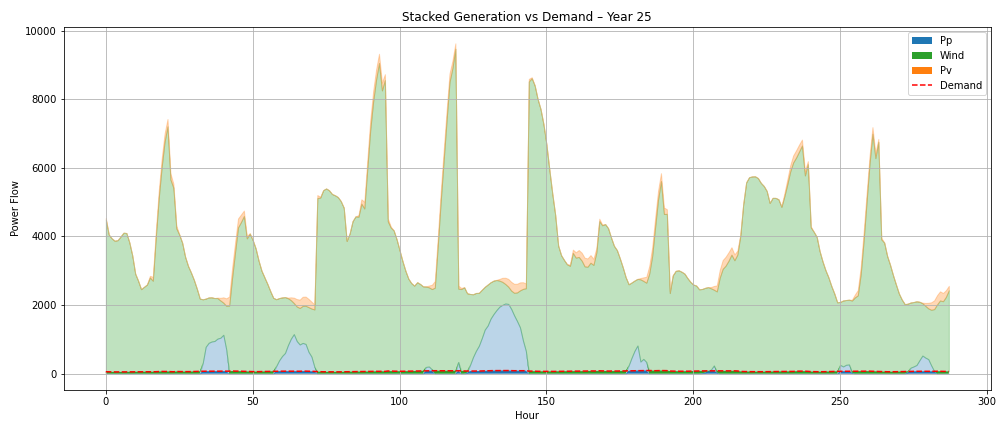 Stacked Generation vs Demand – Year 25
Power Flow
10000
8000
6000
4000
2000
0
Pp
Wind
Pv
Demand
0 50 100 150 200 250 300
Hour